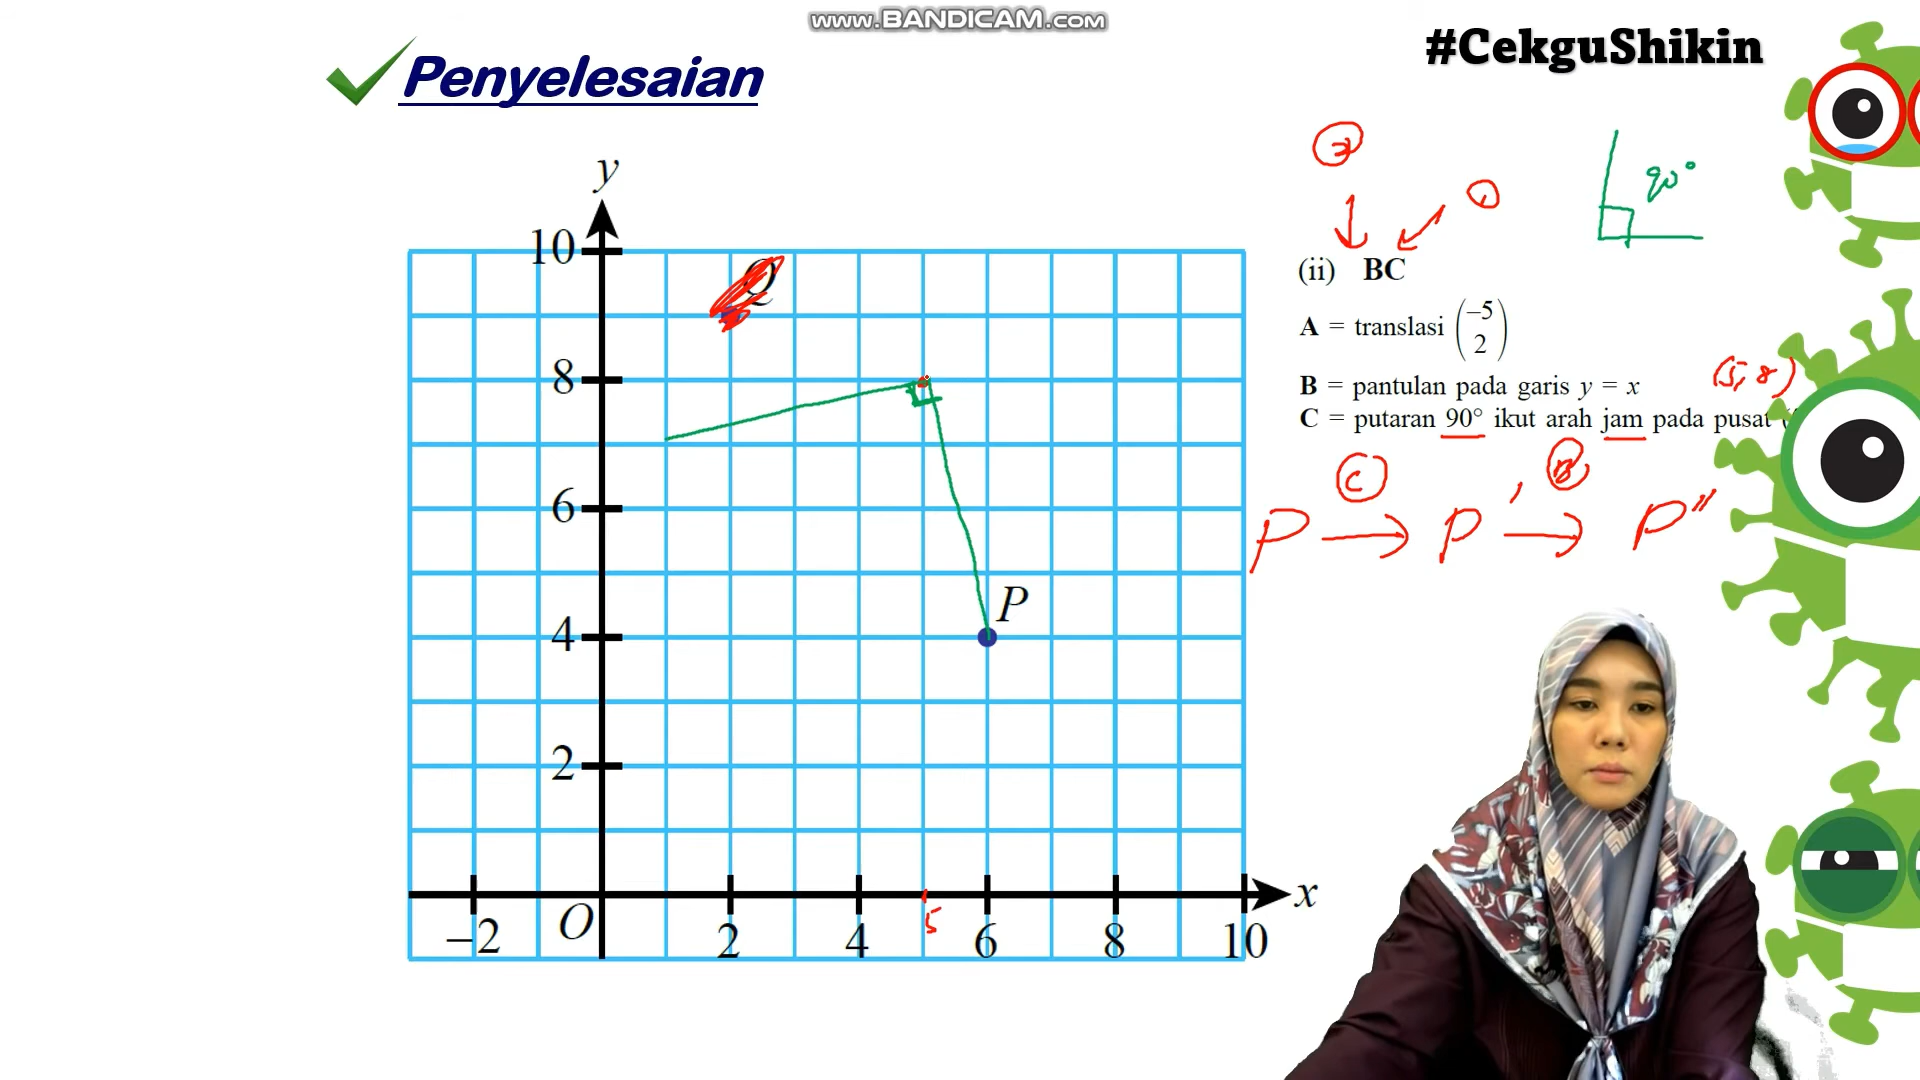 www.BANDICAM.com
#CekguShikin
Penyelesaian
90°
(ii) BC
A = translasi (−5 2)
B = pantulan pada garis y = x
(5, 8)
C = putaran 90° ikut arah jam pada pusat (
C B
P → P' → P''
y
10
Q
8
6
P
4
2
O
x
−2 2 4 5 6 8 10